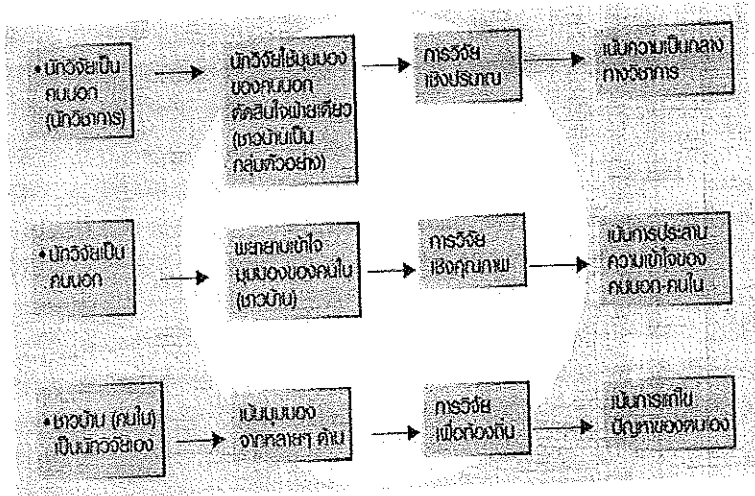 • นักวิจัยเป็น
คนนอก
(นักวิชาการ)
นักวิจัยใช้มุมมอง
ของคนนอก
ตัดสินใจฝ่ายเดียว
(ชาวบ้านเป็น
กลุ่มตัวอย่าง)
การวิจัย
เชิงปริมาณ
เน้นความเป็นกลาง
ทางวิชาการ
• นักวิจัยเป็น
คนนอก
พยายามเข้าใจ
มุมมองของคนใน
(ชาวบ้าน)
การวิจัย
เชิงคุณภาพ
เน้นการประสาน
ความเข้าใจของ
คนนอก-คนใน
• ชาวบ้าน (คนใน)
เป็นนักวิจัยเอง
เน้นมุมมอง
จากหลายๆ ด้าน
การวิจัย
เพื่อท้องถิ่น
เน้นการแก้ไข
ปัญหาของตนเอง